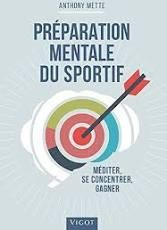 ANTHONY METTE
PRÉPARATION
MENTALE
DU SPORTIF
MÉDITER,
SE CONCENTRER,
GAGNER
VIGOT